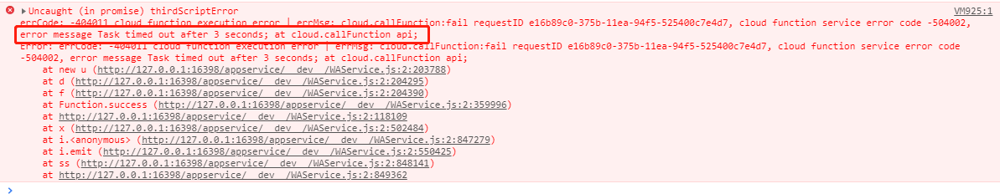 Uncaught (in promise) thirdScriptError VM925:1
errCode: -404011 cloud function execution error | errMsg: cloud.callFunction:fail requestID e16b89c0-375b-11ea-94f5-525400c7e4d7, cloud function service error code -504002,
error message Task timed out after 3 seconds; at cloud.callFunction api;
Error: errCode: -404011 cloud function execution error | errMsg: cloud.callFunction:fail requestID e16b89c0-375b-11ea-94f5-525400c7e4d7, cloud function service error code
-504002, error message Task timed out after 3 seconds; at cloud.callFunction api;
at new u (http://127.0.0.1:16398/appservice/__dev__/WAService.js:2:203788)
at d (http://127.0.0.1:16398/appservice/__dev__/WAService.js:2:204295)
at f (http://127.0.0.1:16398/appservice/__dev__/WAService.js:2:204390)
at Function.success (http://127.0.0.1:16398/appservice/__dev__/WAService.js:2:359996)
at http://127.0.0.1:16398/appservice/__dev__/WAService.js:2:118109
at x (http://127.0.0.1:16398/appservice/__dev__/WAService.js:2:502484)
at i.<anonymous> (http://127.0.0.1:16398/appservice/__dev__/WAService.js:2:847279)
at i.emit (http://127.0.0.1:16398/appservice/__dev__/WAService.js:2:550425)
at ss (http://127.0.0.1:16398/appservice/__dev__/WAService.js:2:848141)
at http://127.0.0.1:16398/appservice/__dev__/WAService.js:2:849362